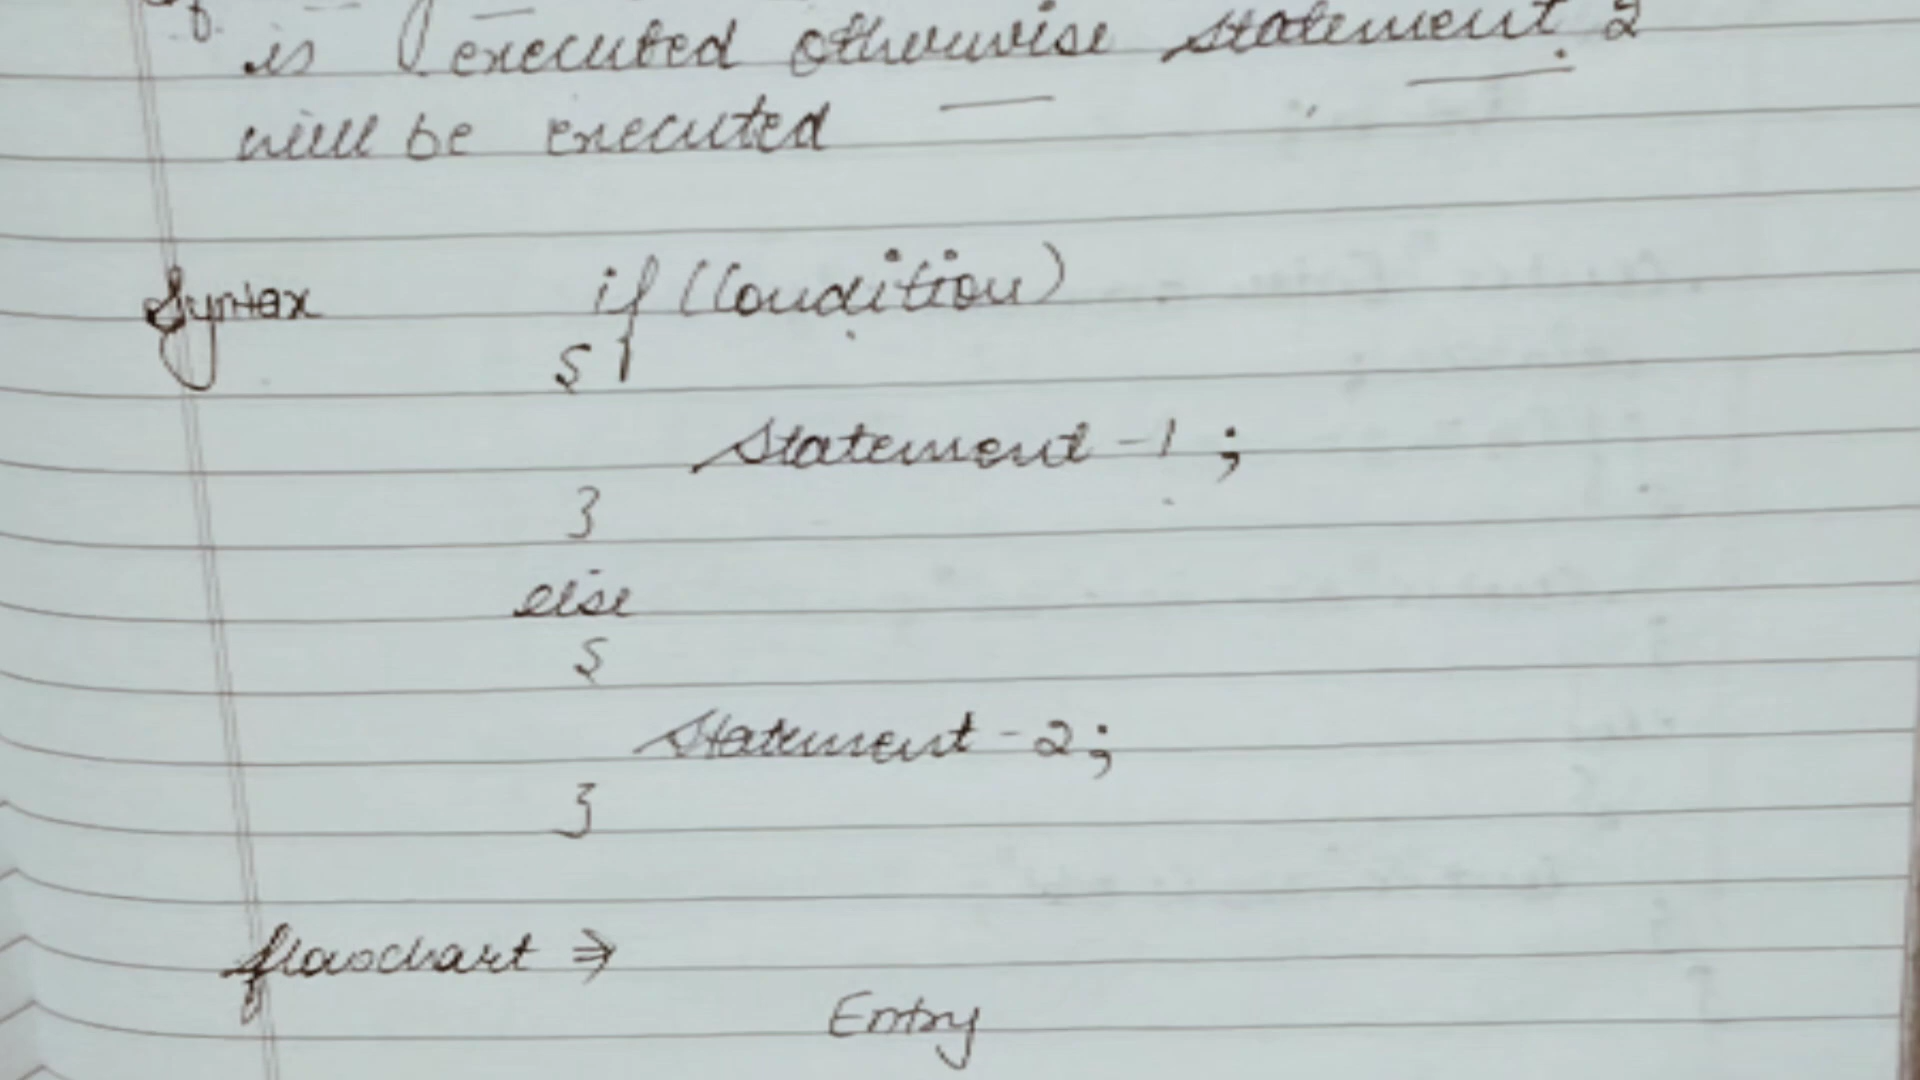 is executed otherwise statement 2
will be executed
Syntax if (Condition)
{
Statement -1 ;
}
else
{
Statement - 2 ;
}
flowchart ⇒
Entry